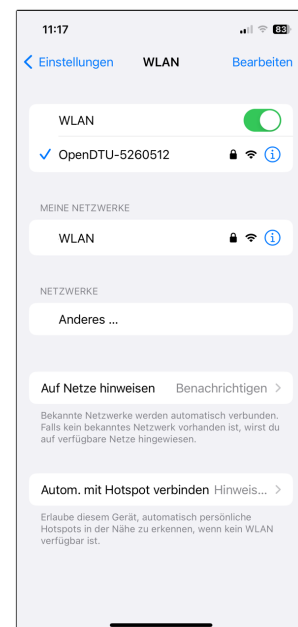 11:17
83
Einstellungen
WLAN
Bearbeiten
WLAN
OpenDTU-5260512
MEINE NETZWERKE
WLAN
NETZWERKE
Anderes ...
Auf Netze hinweisen
Benachrichtigen
Bekannte Netzwerke werden automatisch verbunden.
Falls kein bekanntes Netzwerk vorhanden ist, wirst du
auf verfügbare Netze hingewiesen.
Autom. mit Hotspot verbinden
Hinweis...
Erlaube diesem Gerät, automatisch persönliche
Hotspots in der Nähe zu erkennen, wenn kein WLAN
verfügbar ist.